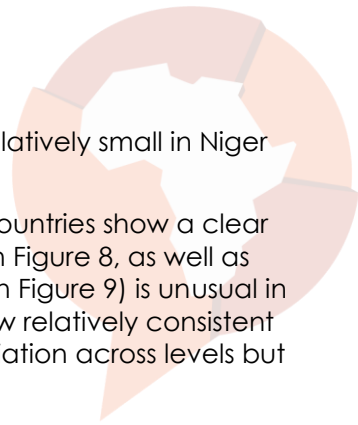 latively small in Niger
ountries show a clear
n Figure 8, as well as
n Figure 9) is unusual in
w relatively consistent
iation across levels but